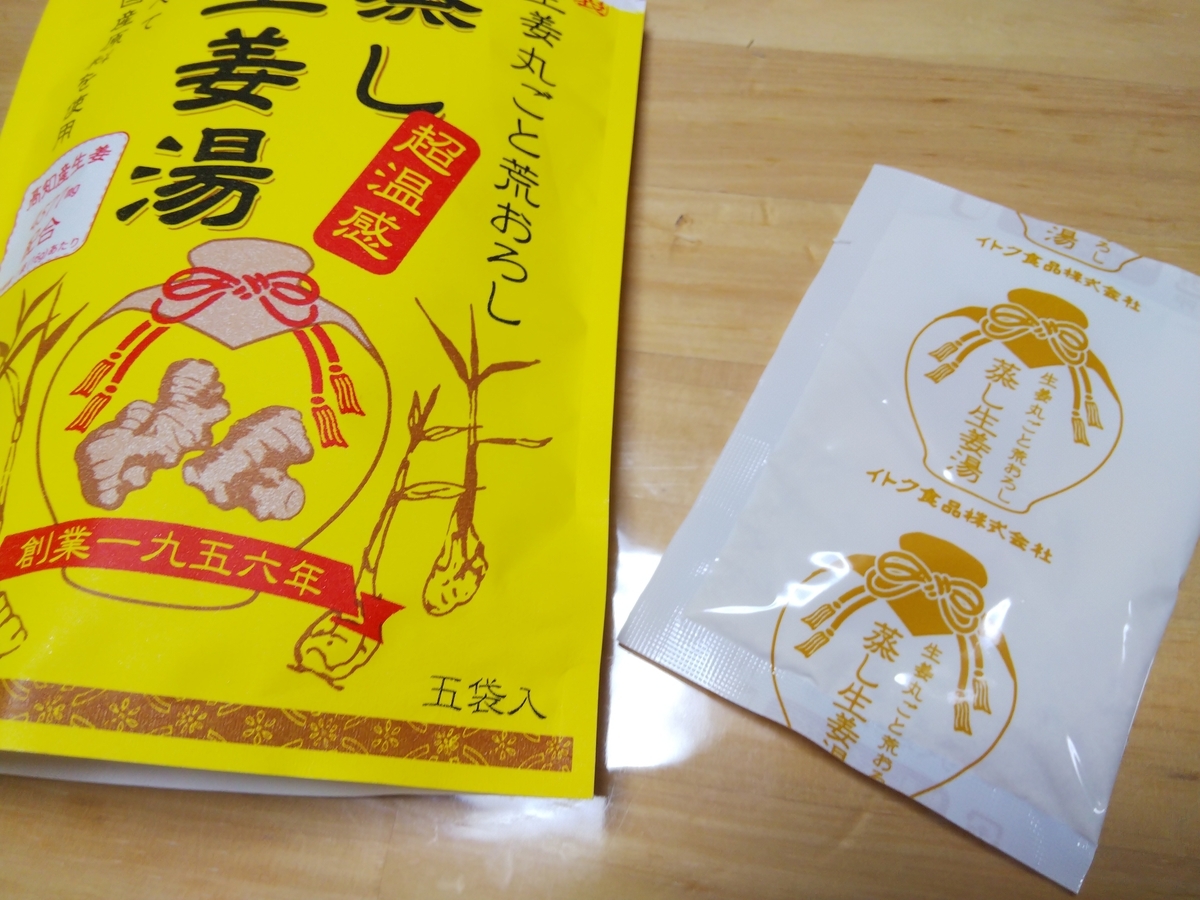 生姜丸ごと荒おろし
蒸し
生姜湯
超温感
高知産生姜
配合
創業一九五六年
五袋入
湯
おろし
イトク食品株式会社
生姜丸ごと荒おろし
蒸し生姜湯
イトク食品株式会社
生姜丸ごと荒おろ
蒸し生姜湯